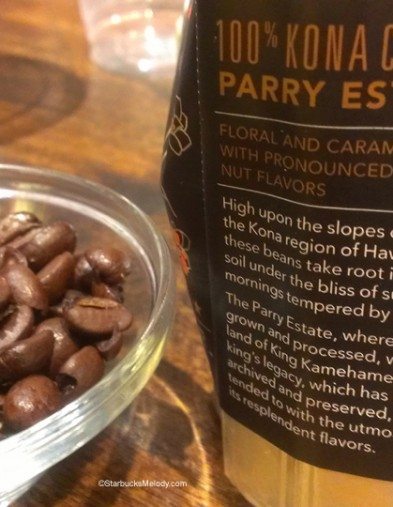 100% KONA C
PARRY EST
FLORAL AND CARAM
WITH PRONOUNCED
NUT FLAVORS
High upon the slopes o
the Kona region of Haw
these beans take root i
soil under the bliss of su
mornings tempered by
The Parry Estate, where
grown and processed, w
land of King Kamehame
king's legacy, which has
archived and preserved,
tended to with the utmo
its resplendent flavors.
©StarbucksMelody.com